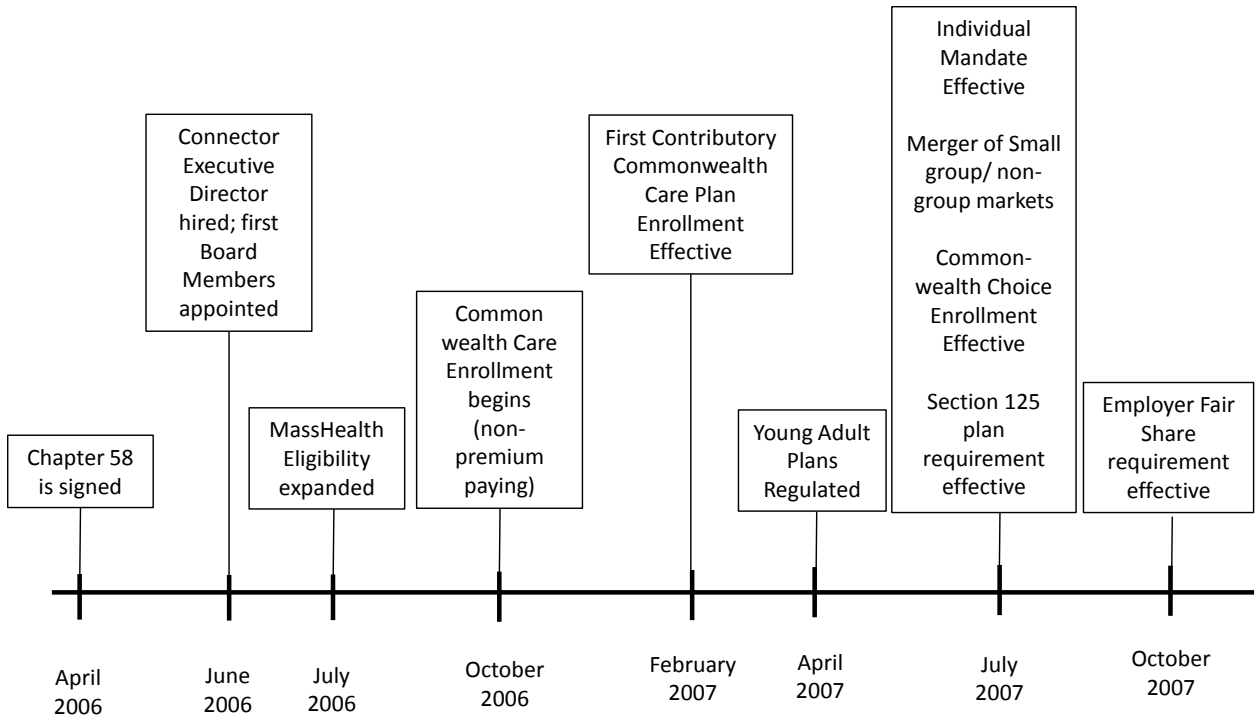 Chapter 58
is signed
Connector
Executive
Director
hired; first
Board
Members
appointed
MassHealth
Eligibility
expanded
Common
wealth Care
Enrollment
begins
(non-
premium
paying)
First Contributory
Commonwealth
Care Plan
Enrollment
Effective
Young Adult
Plans
Regulated
Individual
Mandate
Effective
Merger of Small
group/ non-
group markets
Common-
wealth Choice
Enrollment
Effective
Section 125
plan
requirement
effective
Employer Fair
Share
requirement
effective
April
2006
June
2006
July
2006
October
2006
February
2007
April
2007
July
2007
October
2007